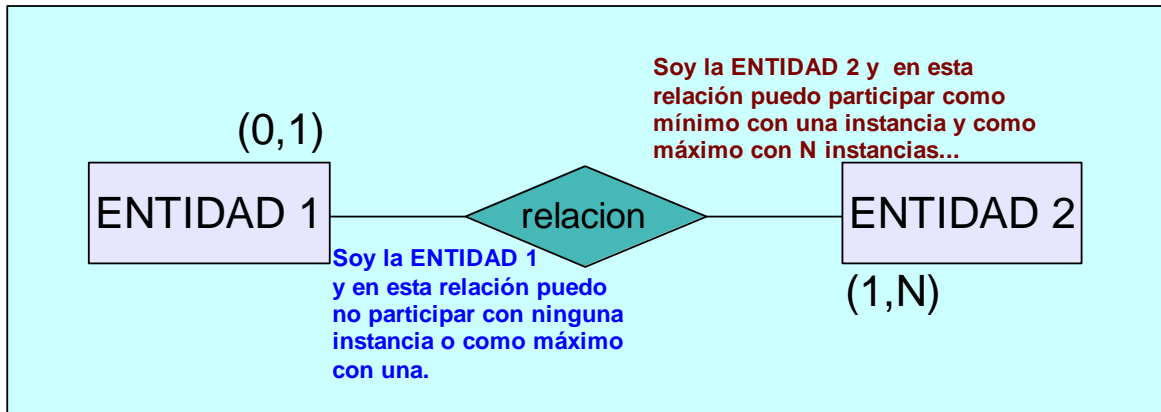 Soy la ENTIDAD 2 y en esta
relación puedo participar como
mínimo con una instancia y como
máximo con N instancias...
(0,1)
ENTIDAD 1
relacion
ENTIDAD 2
Soy la ENTIDAD 1
y en esta relación puedo
no participar con ninguna
instancia o como máximo
con una.
(1,N)